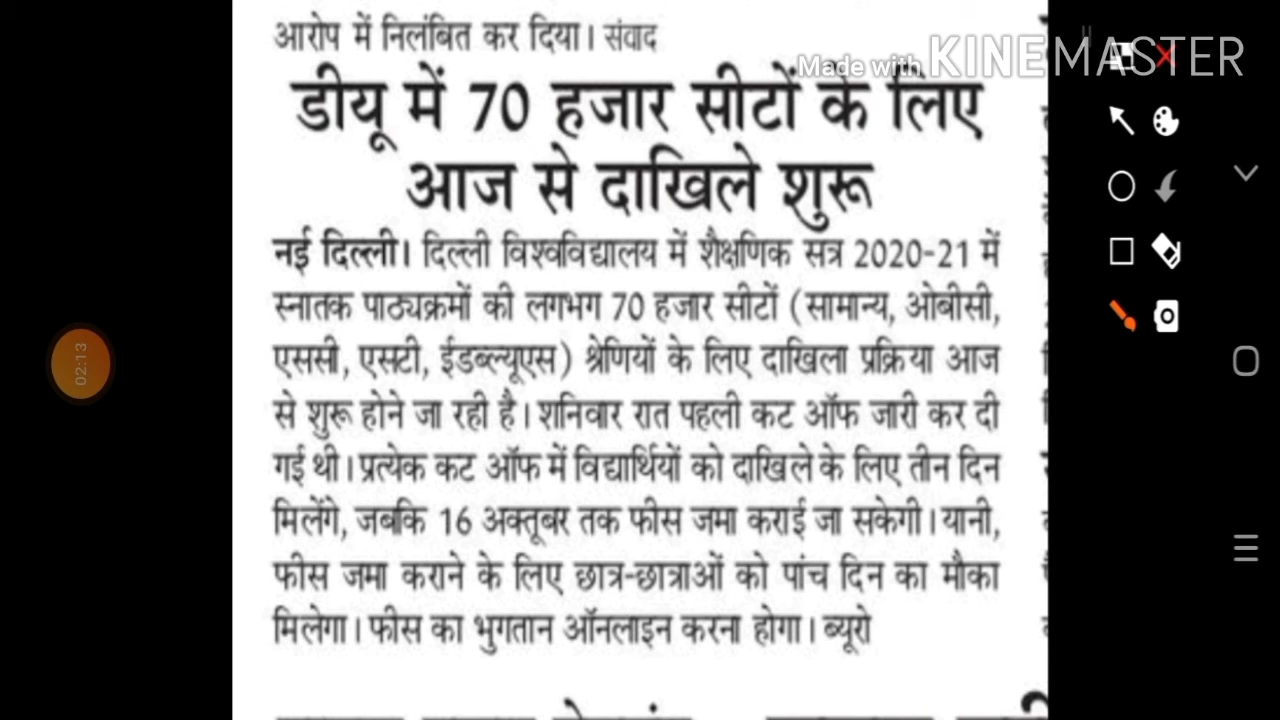 आरोप में निलंबित कर दिया। संवाद
Made with KINEMASTER
डीयू में 70 हजार सीटों के लिए
आज से दाखिले शुरू
नई दिल्ली। दिल्ली विश्वविद्यालय में शैक्षणिक सत्र 2020-21 में
स्नातक पाठ्यक्रमों की लगभग 70 हजार सीटों (सामान्य, ओबीसी,
एससी, एसटी, ईडब्ल्यूएस) श्रेणियों के लिए दाखिला प्रक्रिया आज
से शुरू होने जा रही है। शनिवार रात पहली कट ऑफ जारी कर दी
गई थी। प्रत्येक कट ऑफ में विद्यार्थियों को दाखिले के लिए तीन दिन
मिलेंगे, जबकि 16 अक्तूबर तक फीस जमा कराई जा सकेगी। यानी,
फीस जमा कराने के लिए छात्र-छात्राओं को पांच दिन का मौका
मिलेगा। फीस का भुगतान ऑनलाइन करना होगा। ब्यूरो
02:13